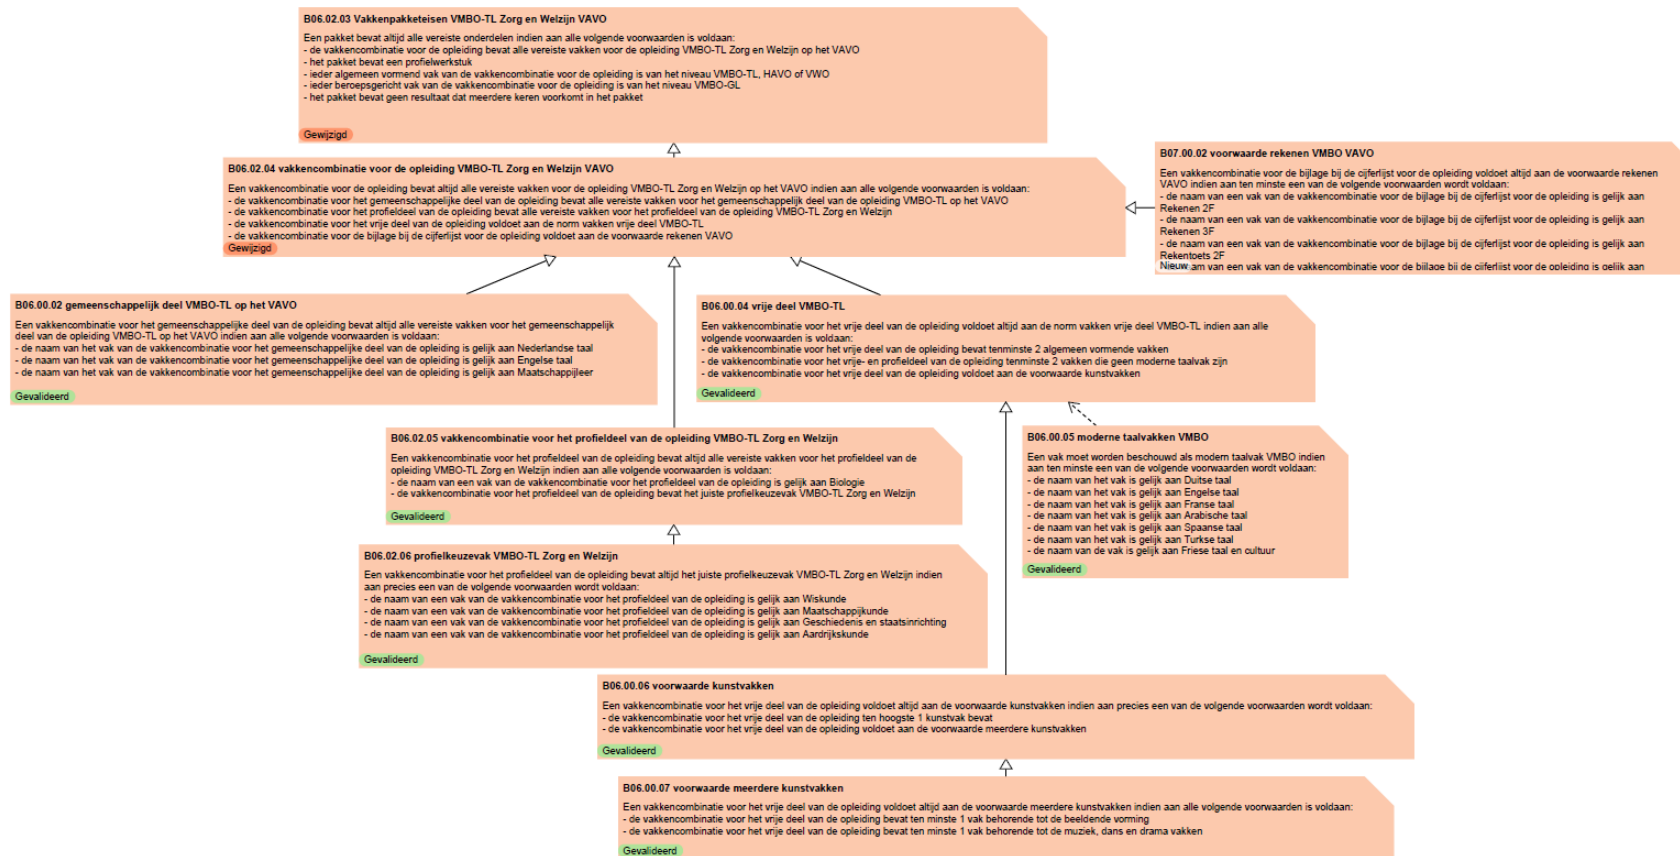 B06.02.03 Vakkenpakketeisen VMBO-TL Zorg en Welzijn VAVO
Een pakket bevat altijd alle vereiste onderdelen indien aan alle volgende voorwaarden is voldaan:
- de vakkencombinatie voor de opleiding bevat alle vereiste vakken voor de opleiding VMBO-TL Zorg en Welzijn op het VAVO
- het pakket bevat een profielwerkstuk
- ieder algemeen vormend vak van de vakkencombinatie voor de opleiding is van het niveau VMBO-TL, HAVO of VWO
- ieder beroepsgericht vak van de vakkencombinatie voor de opleiding is van het niveau VMBO-GL
- het pakket bevat geen resultaat dat meerdere keren voorkomt in het pakket
Gewijzigd
B06.02.04 vakkencombinatie voor de opleiding VMBO-TL Zorg en Welzijn VAVO
Een vakkencombinatie voor de opleiding bevat altijd alle vereiste vakken voor de opleiding VMBO-TL Zorg en Welzijn op het VAVO indien aan alle volgende voorwaarden is voldaan:
- de vakkencombinatie voor het gemeenschappelijke deel van de opleiding bevat alle vereiste vakken voor het gemeenschappelijk deel van de opleiding VMBO-TL op het VAVO
- de vakkencombinatie voor het profieldeel van de opleiding bevat alle vereiste vakken voor het profieldeel van de opleiding VMBO-TL Zorg en Welzijn
- de vakkencombinatie voor het vrije deel van de opleiding voldoet aan de norm vakken vrije deel VMBO-TL
- de vakkencombinatie voor de bijlage bij de cijferlijst voor de opleiding voldoet aan de voorwaarde rekenen VAVO
Gewijzigd
B07.00.02 voorwaarde rekenen VMBO VAVO
Een vakkencombinatie voor de bijlage bij de cijferlijst voor de opleiding voldoet altijd aan de voorwaarde rekenen
VAVO indien aan ten minste een van de volgende voorwaarden wordt voldaan:
- de naam van een vak van de vakkencombinatie voor de bijlage bij de cijferlijst voor de opleiding is gelijk aan
Rekenen 2F
- de naam van een vak van de vakkencombinatie voor de bijlage bij de cijferlijst voor de opleiding is gelijk aan
Rekenen 3F
- de naam van een vak van de vakkencombinatie voor de bijlage bij de cijferlijst voor de opleiding is gelijk aan
Rekentoets 2F
Nieuw am van een vak van de vakkencombinatie voor de bijlage bij de cijferlijst voor de opleiding is gelijk aan
B06.00.02 gemeenschappelijk deel VMBO-TL op het VAVO
Een vakkencombinatie voor het gemeenschappelijke deel van de opleiding bevat altijd alle vereiste vakken voor het gemeenschappelijk
deel van de opleiding VMBO-TL op het VAVO indien aan alle volgende voorwaarden is voldaan:
- de naam van het vak van de vakkencombinatie voor het gemeenschappelijke deel van de opleiding is gelijk aan Nederlandse taal
- de naam van het vak van de vakkencombinatie voor het gemeenschappelijke deel van de opleiding is gelijk aan Engelse taal
- de naam van het vak van de vakkencombinatie voor het gemeenschappelijke deel van de opleiding is gelijk aan Maatschappijleer
Gevalideerd
B06.00.04 vrije deel VMBO-TL
Een vakkencombinatie voor het vrije deel van de opleiding voldoet altijd aan de norm vakken vrije deel VMBO-TL indien aan alle
volgende voorwaarden is voldaan:
- de vakkencombinatie voor het vrije deel van de opleiding bevat tenminste 2 algemeen vormende vakken
- de vakkencombinatie voor het vrije- en profieldeel van de opleiding tenminste 2 vakken die geen moderne taalvak zijn
- de vakkencombinatie voor het vrije deel van de opleiding voldoet aan de voorwaarde kunstvakken
Gevalideerd
B06.02.05 vakkencombinatie voor het profieldeel van de opleiding VMBO-TL Zorg en Welzijn
Een vakkencombinatie voor het profieldeel van de opleiding bevat altijd alle vereiste vakken voor het profieldeel van de
opleiding VMBO-TL Zorg en Welzijn indien aan alle volgende voorwaarden is voldaan:
- de naam van een vak van de vakkencombinatie voor het profieldeel van de opleiding is gelijk aan Biologie
- de vakkencombinatie voor het profieldeel van de opleiding bevat het juiste profielkeuzevak VMBO-TL Zorg en Welzijn
Gevalideerd
B06.00.05 moderne taalvakken VMBO
Een vak moet worden beschouwd als modern taalvak VMBO indien
aan ten minste een van de volgende voorwaarden wordt voldaan:
- de naam van het vak is gelijk aan Duitse taal
- de naam van het vak is gelijk aan Engelse taal
- de naam van het vak is gelijk aan Franse taal
- de naam van het vak is gelijk aan Arabische taal
- de naam van het vak is gelijk aan Spaanse taal
- de naam van het vak is gelijk aan Turkse taal
- de naam van de vak is gelijk aan Friese taal en cultuur
Gevalideerd
B06.02.06 profielkeuzevak VMBO-TL Zorg en Welzijn
Een vakkencombinatie voor het profieldeel van de opleiding bevat altijd het juiste profielkeuzevak VMBO-TL Zorg en Welzijn indien
aan precies een van de volgende voorwaarden wordt voldaan:
- de naam van een vak van de vakkencombinatie voor het profieldeel van de opleiding is gelijk aan Wiskunde
- de naam van een vak van de vakkencombinatie voor het profieldeel van de opleiding is gelijk aan Maatschappijkunde
- de naam van een vak van de vakkencombinatie voor het profieldeel van de opleiding is gelijk aan Geschiedenis en staatsinrichting
- de naam van een vak van de vakkencombinatie voor het profieldeel van de opleiding is gelijk aan Aardrijkskunde
Gevalideerd
B06.00.06 voorwaarde kunstvakken
Een vakkencombinatie voor het vrije deel van de opleiding voldoet altijd aan de voorwaarde kunstvakken indien aan precies een van de volgende voorwaarden wordt voldaan:
- de vakkencombinatie voor het vrije deel van de opleiding ten hoogste 1 kunstvak bevat
- de vakkencombinatie voor het vrije deel van de opleiding voldoet aan de voorwaarde meerdere kunstvakken
Gevalideerd
B06.00.07 voorwaarde meerdere kunstvakken
Een vakkencombinatie voor het vrije deel van de opleiding voldoet altijd aan de voorwaarde meerdere kunstvakken indien aan alle volgende voorwaarden is voldaan:
- de vakkencombinatie voor het vrije deel van de opleiding bevat ten minste 1 vak behorende tot de beeldende vorming
- de vakkencombinatie voor het vrije deel van de opleiding bevat ten minste 1 vak behorende tot de muziek, dans en drama vakken
Gevalideerd